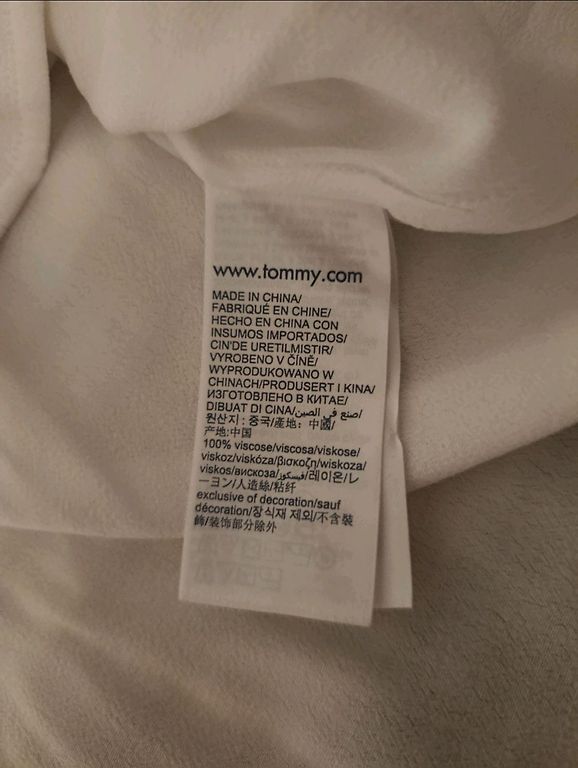 www.tommy.com
MADE IN CHINA/
FABRIQUÉ EN CHINE/
HECHO EN CHINA CON
INSUMOS IMPORTADOS/
CIN'DE URETILMISTIR/
VYROBENO V ČÍNĚ/
WYPRODUKOWANO W
CHINACH/PRODUSERT I KINA/
ИЗГОТОВЛЕНО В КИТАЕ/
DIBUAT DI CINA/صنع في الصين/
원산지 : 중국/產地: 中國/
产地:中国
100% viscose/viscosa/viskose/
viskoz/viskóza/βισκοζη/wiskoza/
viskos/вискоза/فيسكوز/레이온/レ
ーヨン/人造絲/粘纤
exclusive of decoration/sauf
décoration/장식재 제외/不含裝
飾/装饰部分除外